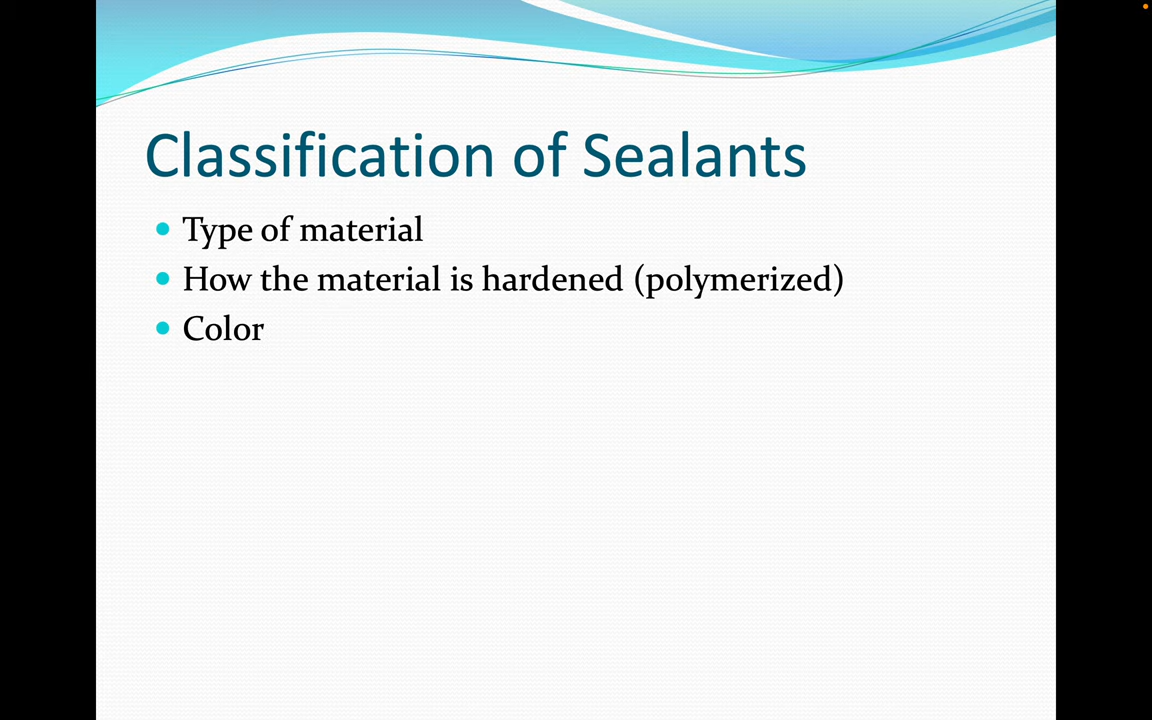 Classification of Sealants
Type of material
How the material is hardened (polymerized)
Color